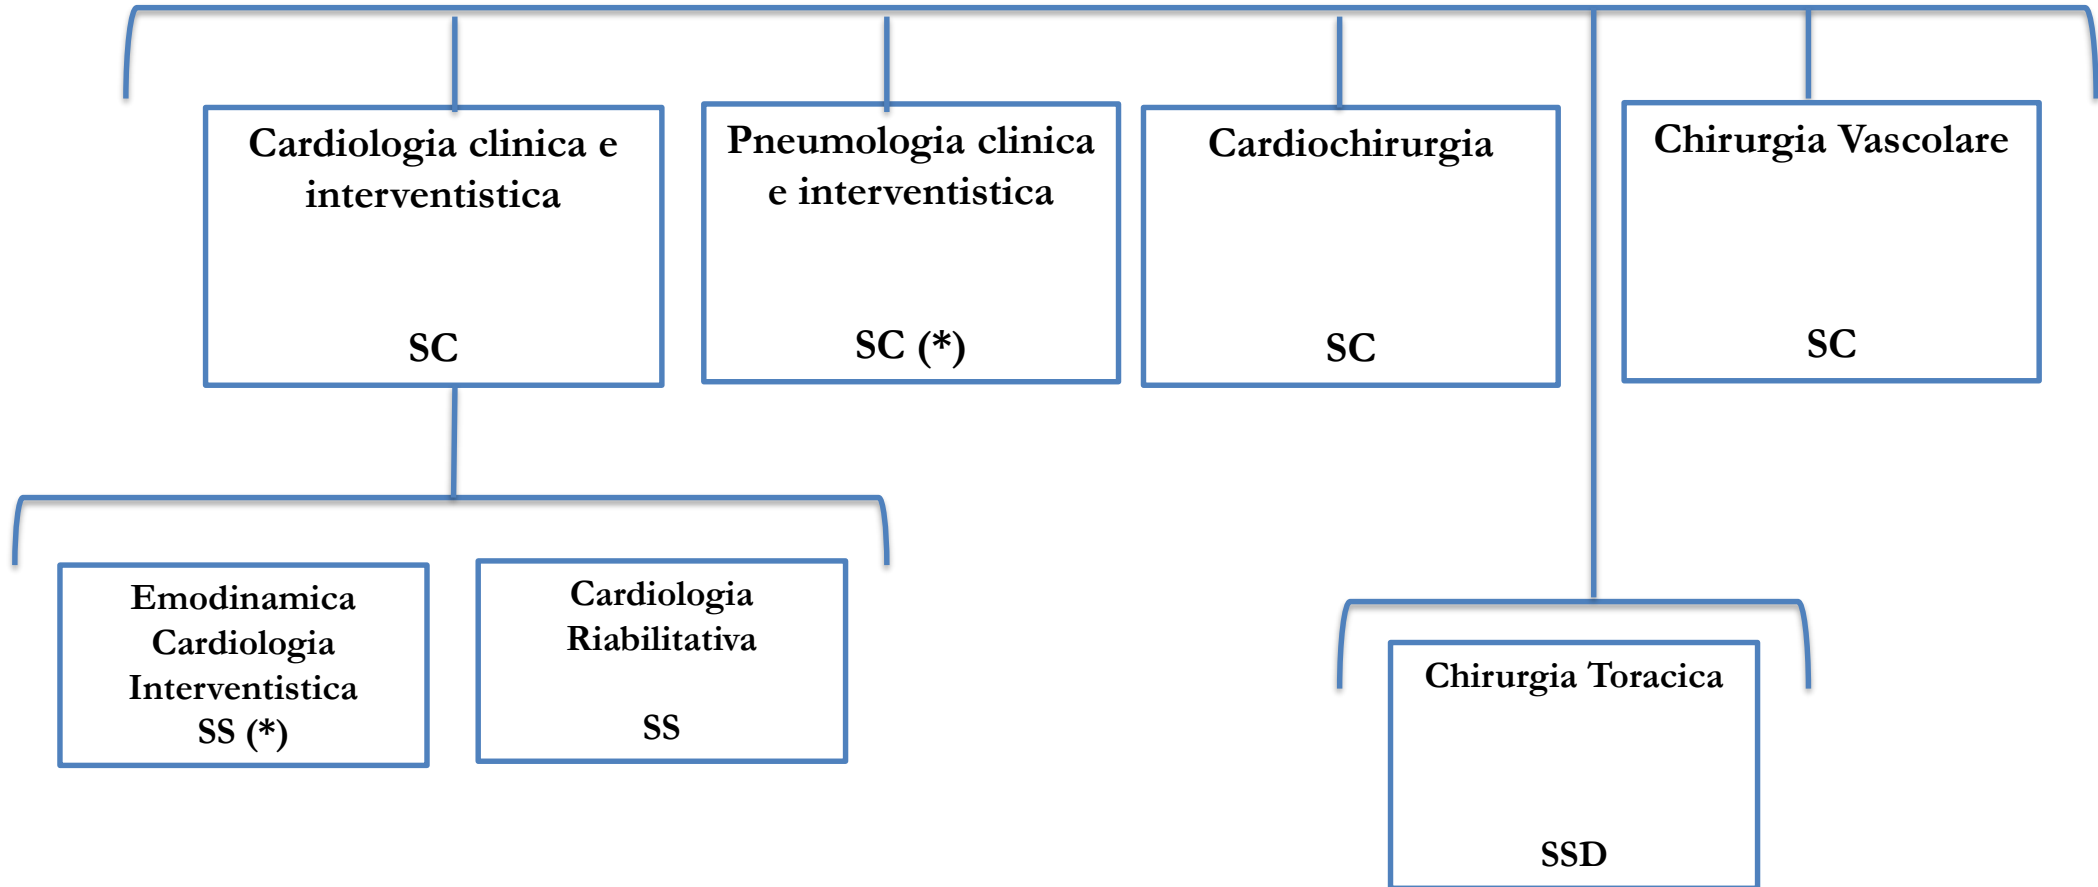 Cardiologia clinica e
interventistica
SC
Pneumologia clinica
e interventistica
SC (*)
Cardiochirurgia
SC
Chirurgia Vascolare
SC
Emodinamica
Cardiologia
Interventistica
SS (*)
Cardiologia
Riabilitativa
SS
Chirurgia Toracica
SSD